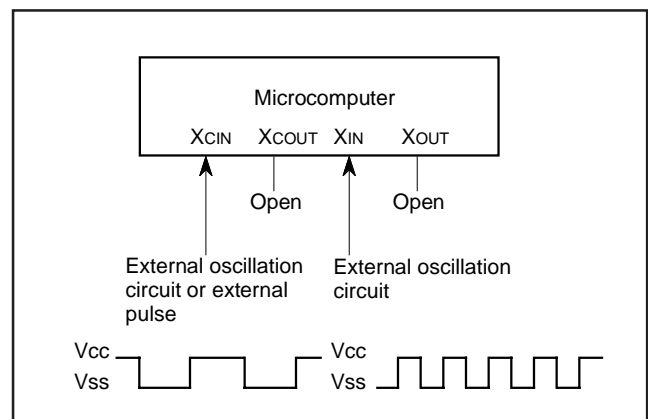 Microcomputer
XCIN XCOUT XIN XOUT
Open Open
External oscillation
circuit or external
pulse
External oscillation
circuit
Vcc Vcc
Vss Vss